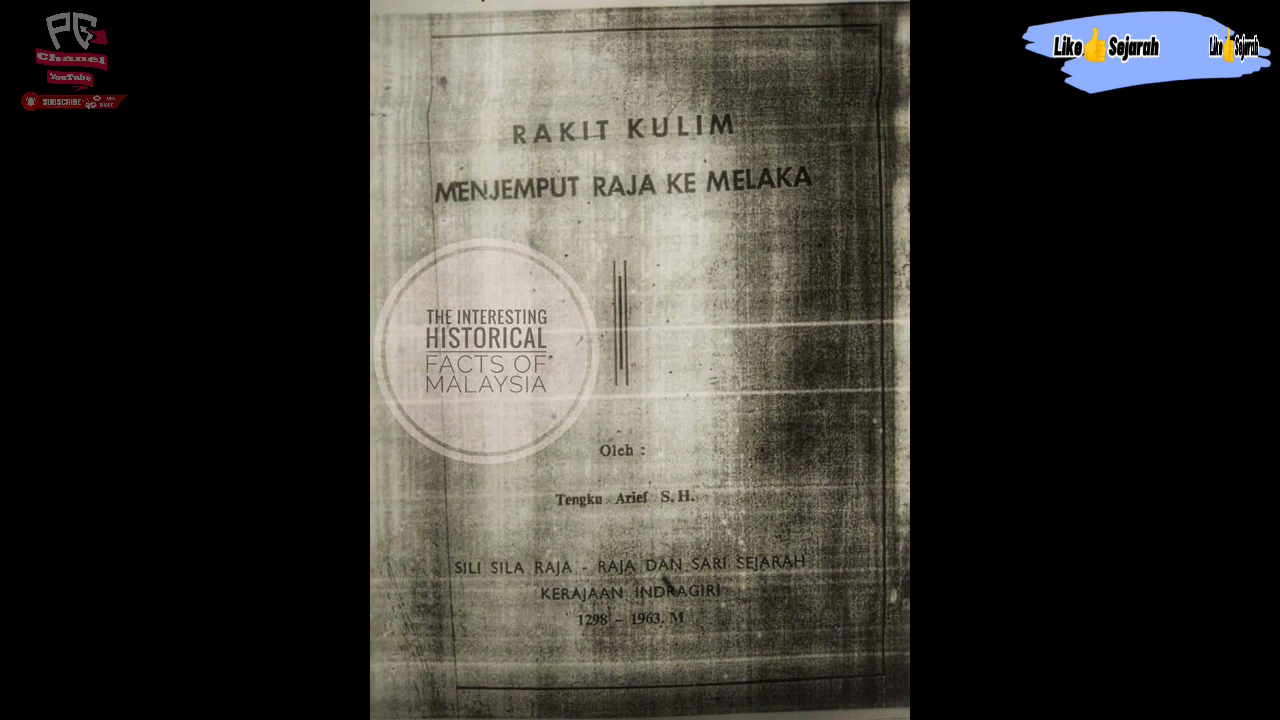 PG
Chanel
YouTube
SUBSCRIBE
Like 👍 Sejarah
Like 👍 Sejarah
RAKIT KULIM
MENJEMPUT RAJA KE MELAKA
THE INTERESTING
HISTORICAL
FACTS OF
MALAYSIA
Oleh :
Tengku Arief S. H.
SILI SILA RAJA - RAJA DAN SARI SEJARAH
KERAJAAN INDRAGIRI
1298 – 1963. M